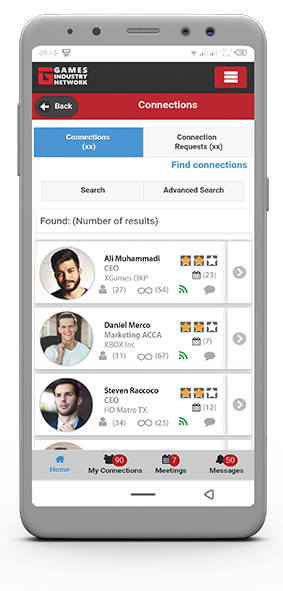 GAMES
INDUSTRY
NETWORK
Back
Connections
Connections
(xx)
Connection
Requests (xx)
Find connections
Search
Advanced Search
Found: (Number of results)
Ali Muhammadi
CEO
XGames DXP
(23)
(27)
(54)
Daniel Merco
Marketing ACCA
XBOX Inc
(7)
(11)
(67)
Steven Raccoco
CEO
HD Matro TX
(12)
(34)
(23)
90
7
50
Home
My Connections
Meetings
Messages